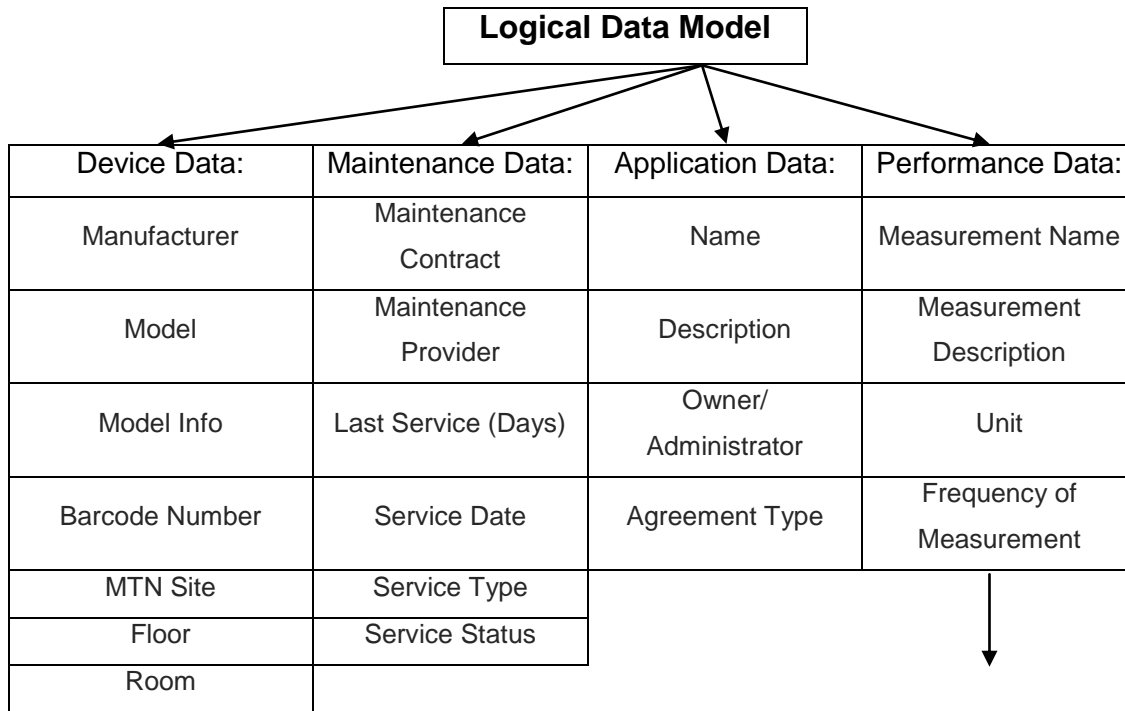 Logical Data Model
Device Data:
Maintenance Data:
Application Data:
Performance Data:
Manufacturer
Maintenance
Contract
Name
Measurement Name
Model
Maintenance
Provider
Description
Measurement
Description
Model Info
Last Service (Days)
Owner/
Administrator
Unit
Barcode Number
Service Date
Agreement Type
Frequency of
Measurement
MTN Site
Service Type
Floor
Service Status
Room